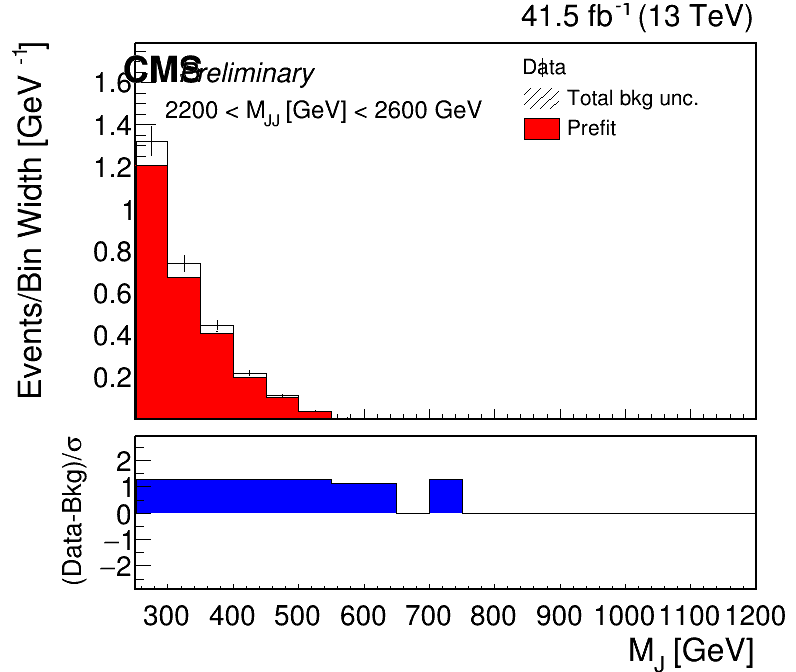 41.5 fb⁻¹ (13 TeV)
CMS Preliminary
2200 < M_JJ [GeV] < 2600 GeV
Data
Total bkg unc.
Prefit
Events/Bin Width [GeV⁻¹]
1.6
1.4
1.2
1
0.8
0.6
0.4
0.2
(Data-Bkg)/σ
2
1
0
−1
−2
300 400 500 600 700 800 900 1000 1100 1200
M_J [GeV]